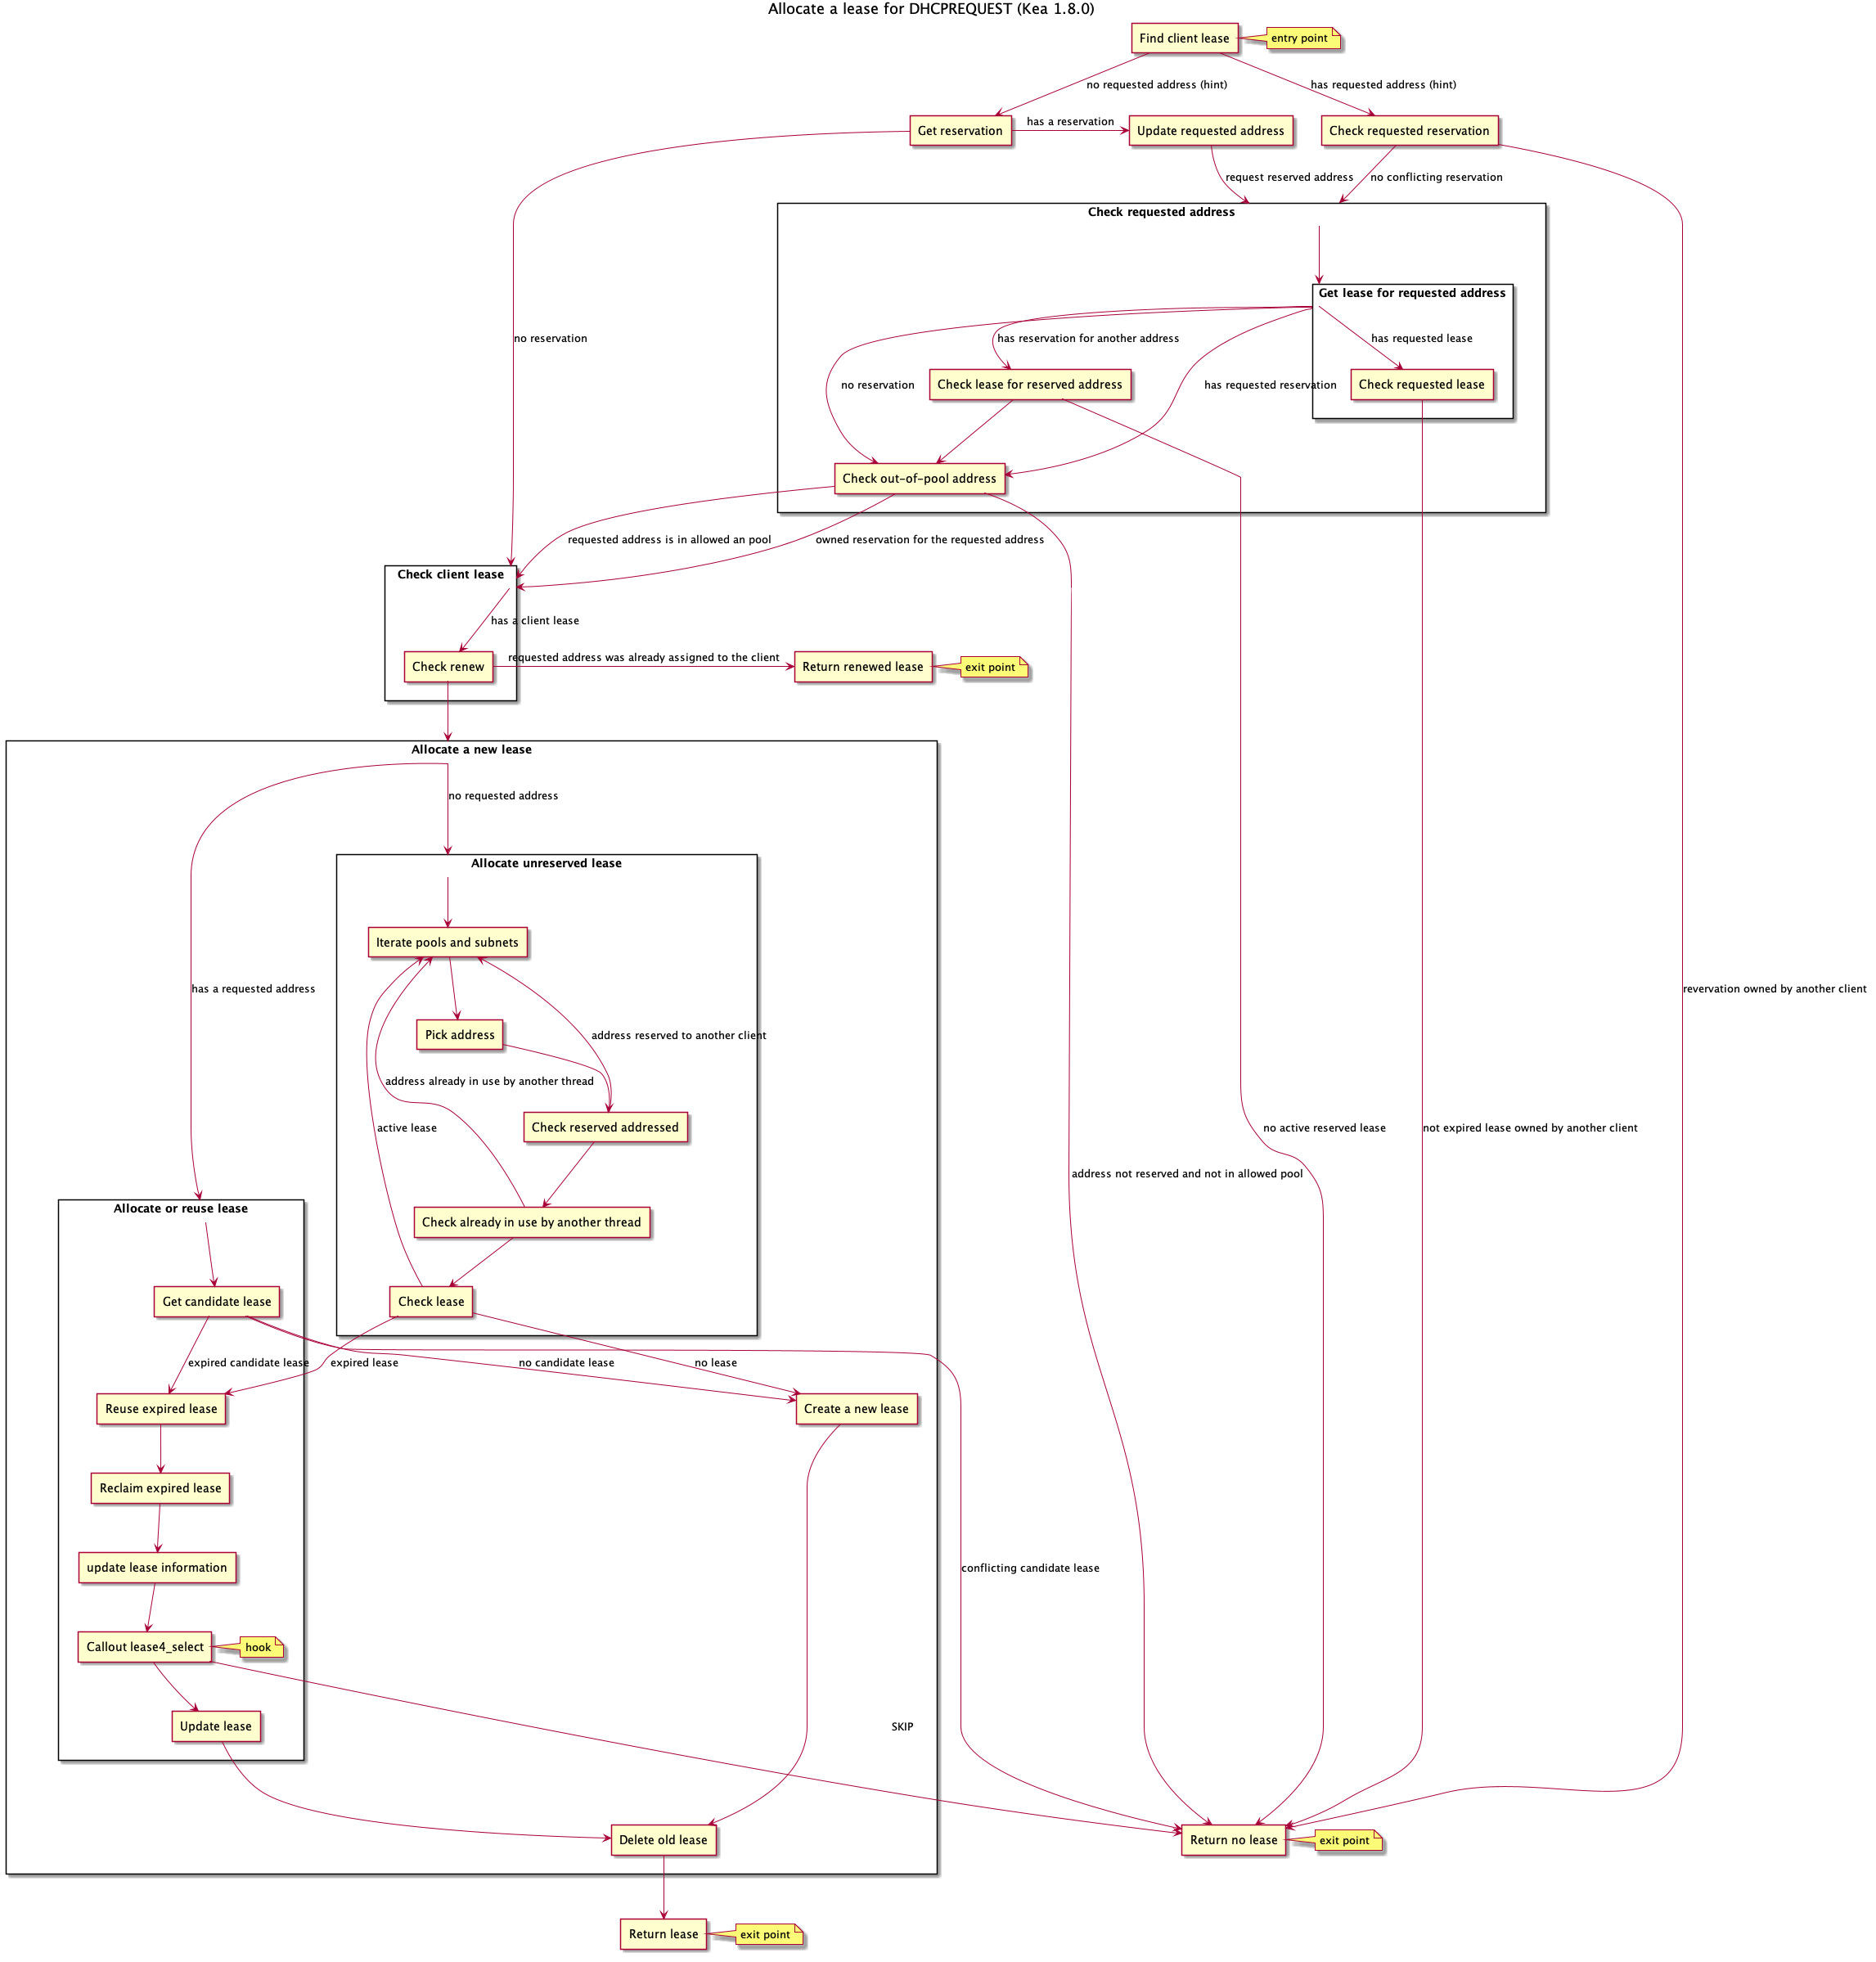 Allocate a lease for DHCPREQUEST (Kea 1.8.0)
Find client lease
entry point
no requested address (hint)
has requested address (hint)
Get reservation
has a reservation
Update requested address
Check requested reservation
request reserved address
no conflicting reservation
Check requested address
Get lease for requested address
no reservation
has reservation for another address
has requested lease
no reservation
Check lease for reserved address
has requested reservation
Check requested lease
Check out-of-pool address
requested address is in allowed an pool
owned reservation for the requested address
Check client lease
has a client lease
Check renew
requested address was already assigned to the client
Return renewed lease
exit point
Allocate a new lease
no requested address
Allocate unreserved lease
Iterate pools and subnets
has a requested address
revervation owned by another client
Pick address
address reserved to another client
address already in use by another thread
active lease
Check reserved addressed
no active reserved lease
not expired lease owned by another client
address not reserved and not in allowed pool
Allocate or reuse lease
Check already in use by another thread
Get candidate lease
Check lease
expired candidate lease
expired lease
no candidate lease
no lease
Reuse expired lease
Create a new lease
Reclaim expired lease
update lease information
conflicting candidate lease
Callout lease4_select
hook
Update lease
SKIP
Delete old lease
Return no lease
exit point
Return lease
exit point